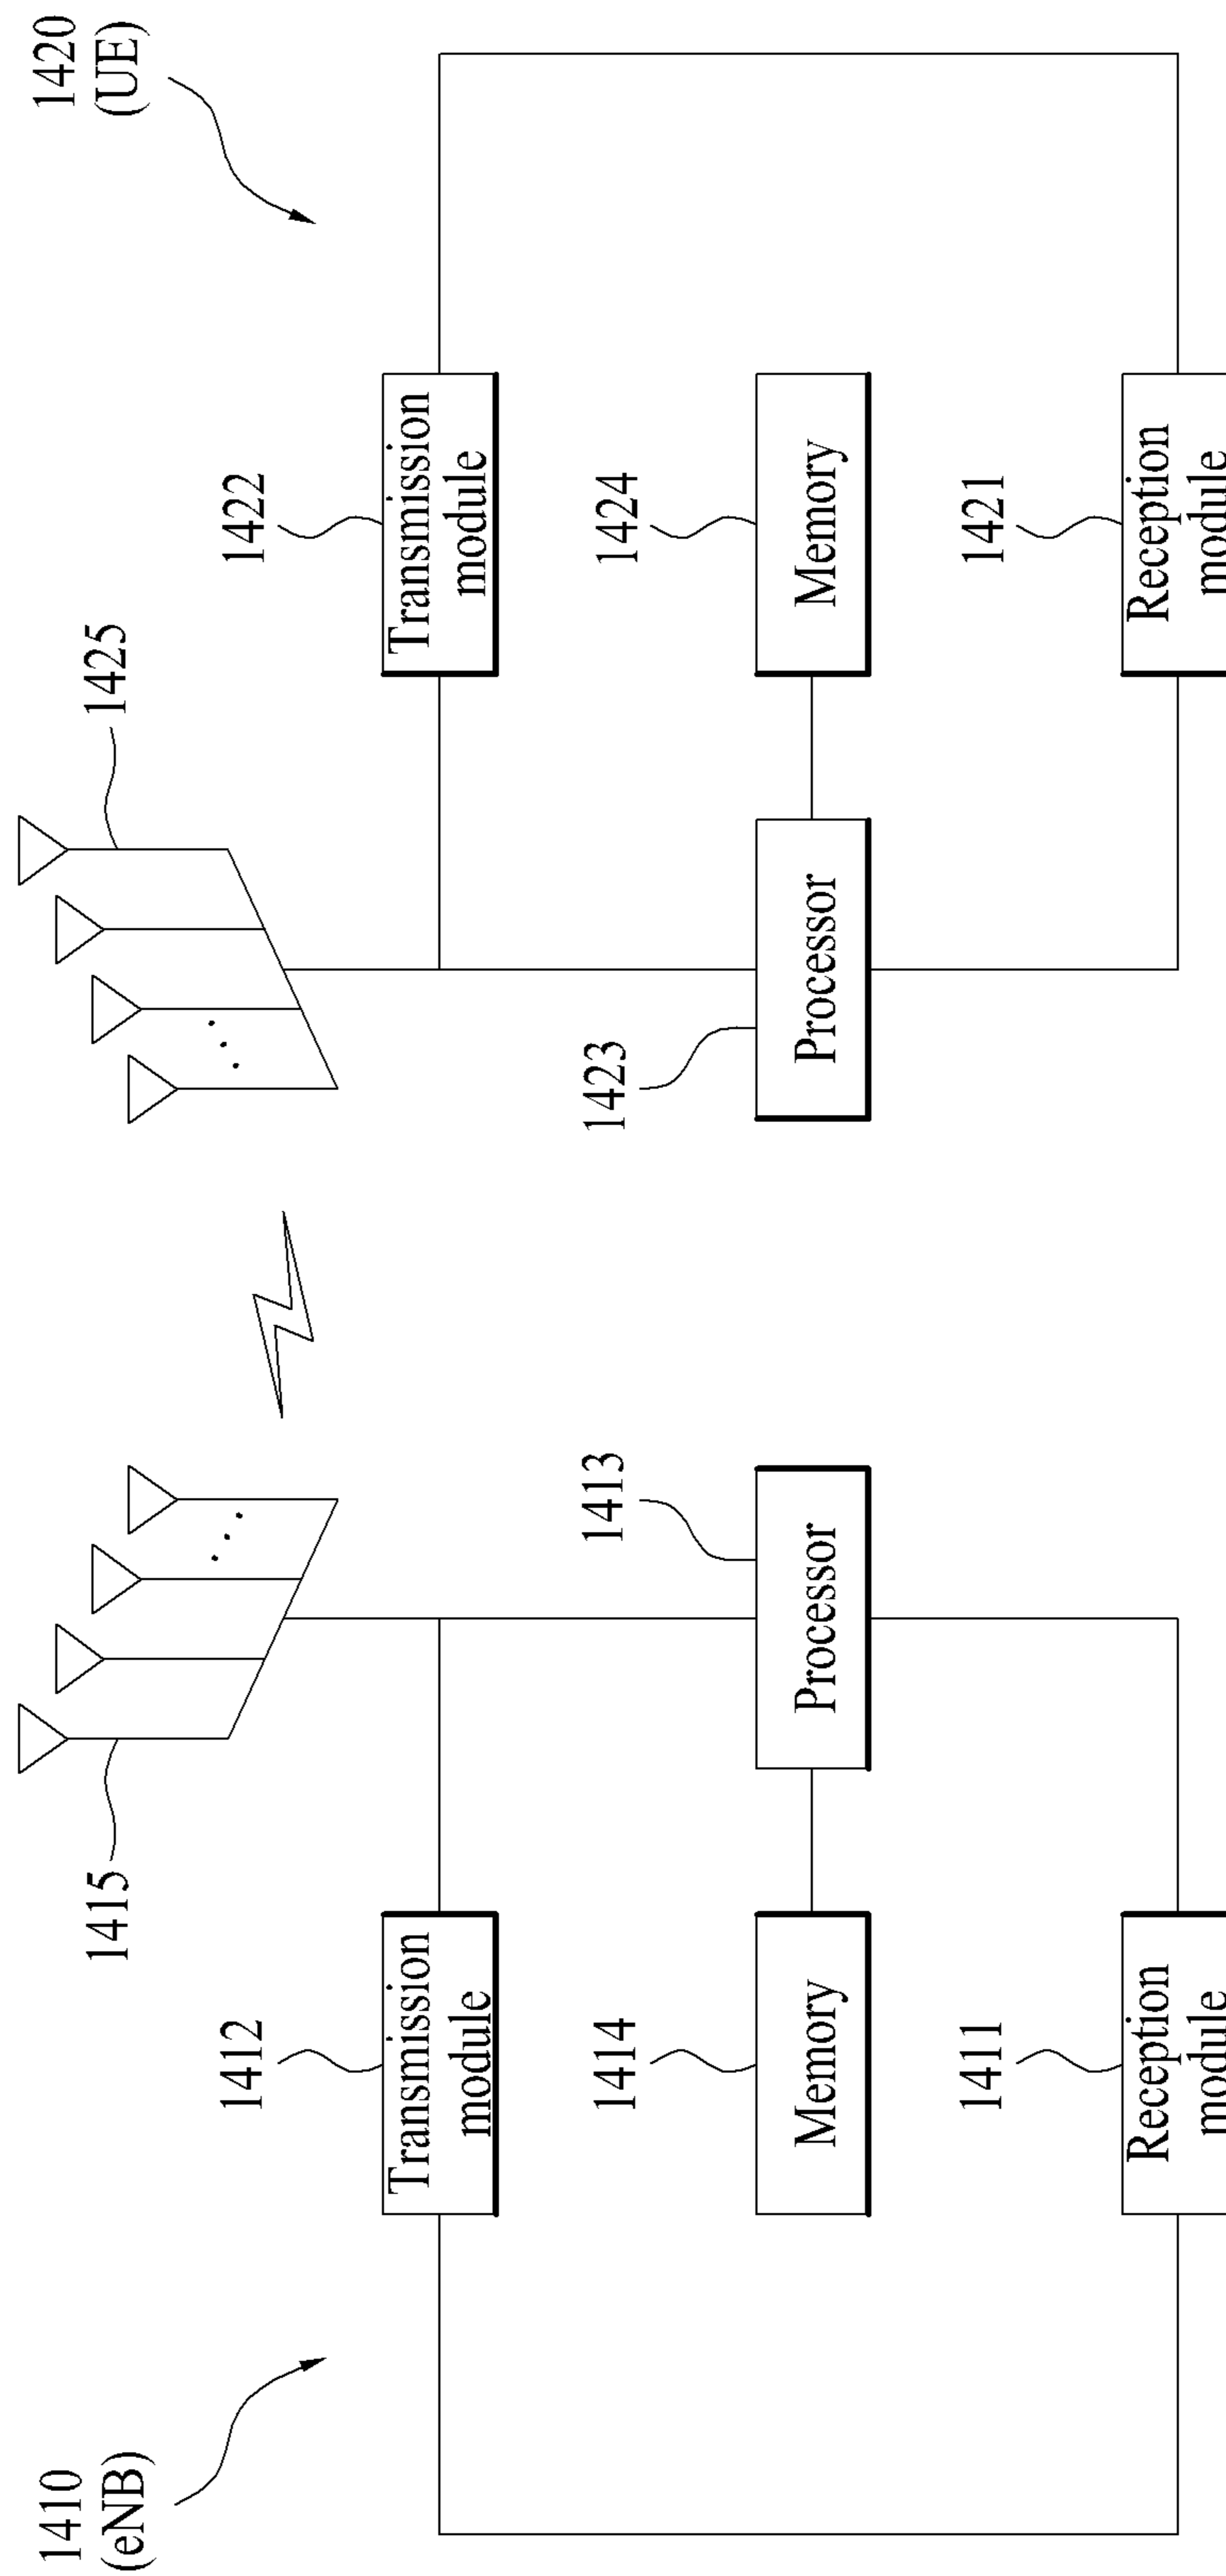 1410
(eNB)
1420
(UE)
1415
1425
1412
1422
Transmission
module
Transmission
module
1413
1423
1414
1424
Memory
Processor
Processor
Memory
1411
1421
Reception
module
Reception
module